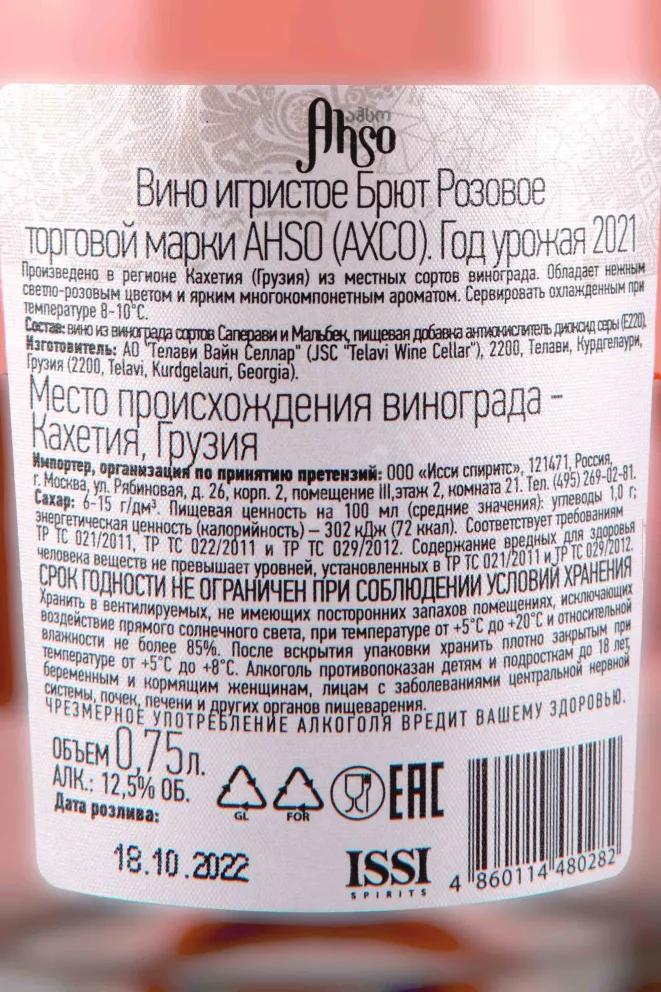 აჰსო
Ahso
Вино игристое Брют Розовое
торговой марки AHSO (АХСО). Год урожая 2021
Произведено в регионе Кахетия (Грузия) из местных сортов винограда. Обладает нежным
светло-розовым цветом и ярким многокомпонетным ароматом. Сервировать охлажденным при
температуре 8-10°С.
Состав: вино из винограда сортов Саперави и Мальбек, пищевая добавка антиокислитель диоксид серы (Е220).
Изготовитель: АО "Телави Вайн Селлар" (JSC "Telavi Wine Cellar"), 2200, Телави, Курдгелаури,
Грузия (2200, Telavi, Kurdgelauri, Georgia).
Место происхождения винограда –
Кахетия, Грузия
Импортер, организация по принятию претензий: ООО «Исси спиритс», 121471, Россия,
г. Москва, ул. Рябиновая, д. 26, корп. 2, помещение III,этаж 2, комната 21. Тел. (495) 269-02-81.
Сахар: 6-15 г/дм³. Пищевая ценность на 100 мл (средние значения): углеводы 1,0 г;
энергетическая ценность (калорийность) – 302 кДж (72 ккал). Соответствует требованиям
ТР ТС 021/2011, ТР ТС 022/2011 и ТР ТС 029/2012. Содержание вредных для здоровья
человека веществ не превышает уровней, установленных в ТР ТС 021/2011 и ТР ТС 029/2012.
СРОК ГОДНОСТИ НЕ ОГРАНИЧЕН ПРИ СОБЛЮДЕНИИ УСЛОВИЙ ХРАНЕНИЯ
Хранить в вентилируемых, не имеющих посторонних запахов помещениях, исключающих
воздействие прямого солнечного света, при температуре от +5°С до +20°С и относительной
влажности не более 85%. После вскрытия упаковки хранить плотно закрытым при
температуре от +5°С до +8°С. Алкоголь противопоказан детям и подросткам до 18 лет,
беременным и кормящим женщинам, лицам с заболеваниями центральной нервной
системы, почек, печени и других органов пищеварения.
ЧРЕЗМЕРНОЕ УПОТРЕБЛЕНИЕ АЛКОГОЛЯ ВРЕДИТ ВАШЕМУ ЗДОРОВЬЮ.
ОБЪЕМ 0,75л.
АЛК.: 12,5% ОБ.
Дата розлива:
GL
FOR
EAC
18.10.2022
ISSI
SPIRITS
4 860114 480282